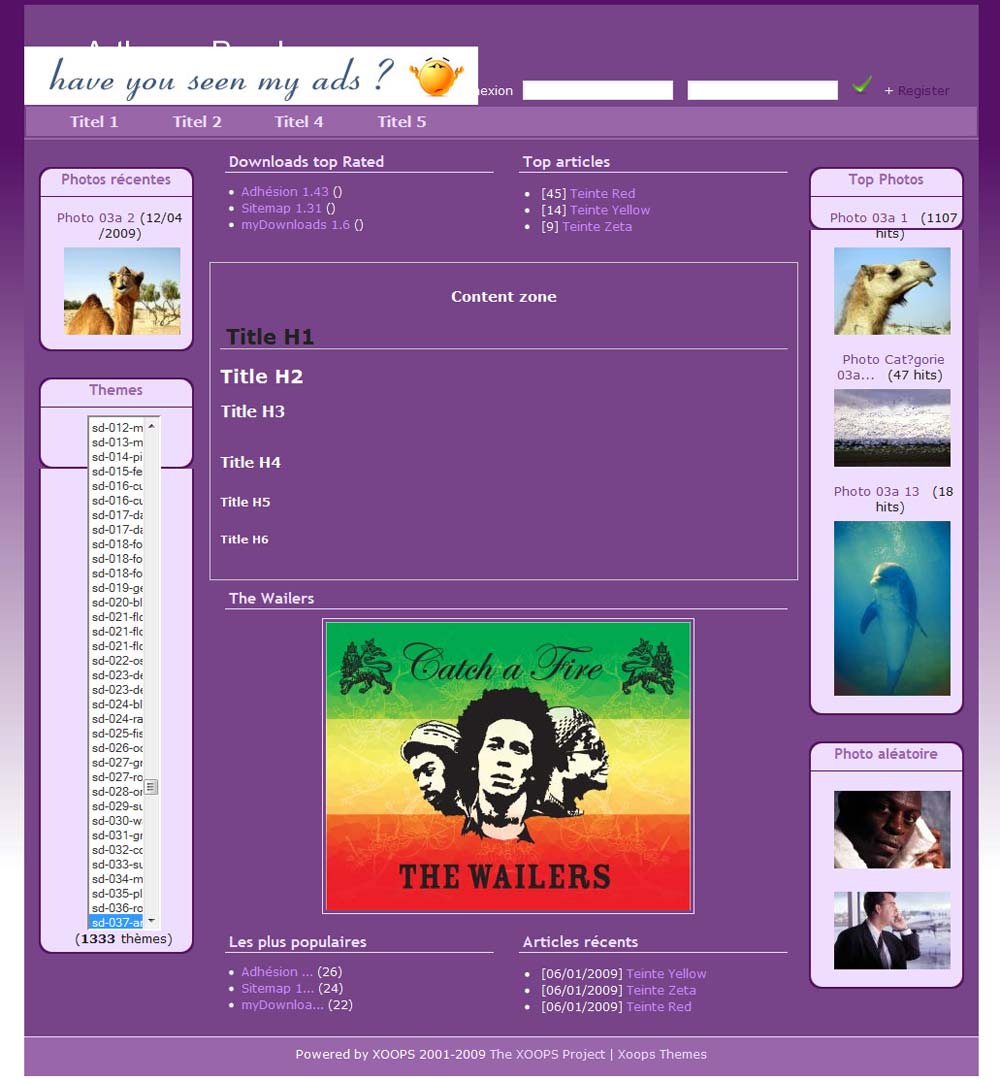 have you seen my ads ?
+ Register
Titel 1
Titel 2
Titel 4
Titel 5
Photos récentes
Photo 03a 2 (12/04
/2009)
Themes
sd-012-m
sd-013-m
sd-014-pi
sd-015-fe
sd-016-cu
sd-016-cu
sd-017-da
sd-017-da
sd-018-fo
sd-018-fo
sd-018-fo
sd-019-ge
sd-020-bl
sd-021-flo
sd-021-flo
sd-021-flo
sd-022-os
sd-023-de
sd-023-de
sd-024-bl
sd-024-ra
sd-025-fis
sd-026-oc
sd-027-gr
sd-027-ro
sd-028-or
sd-029-su
sd-030-wa
sd-031-gr
sd-032-co
sd-033-su
sd-034-m
sd-035-pl
sd-036-ro
sd-037-ar
(1333 thèmes)
Downloads top Rated
Adhésion 1.43 ()
Sitemap 1.31 ()
myDownloads 1.6 ()
Top articles
[45] Teinte Red
[14] Teinte Yellow
[9] Teinte Zeta
Content zone
Title H1
Title H2
Title H3
Title H4
Title H5
Title H6
The Wailers
Catch a Fire
THE WAILERS
Les plus populaires
Adhésion ... (26)
Sitemap 1... (24)
myDownloa... (22)
Articles récents
[06/01/2009] Teinte Yellow
[06/01/2009] Teinte Zeta
[06/01/2009] Teinte Red
Top Photos
Photo 03a 1 (1107
hits)
Photo Cat?gorie
03a... (47 hits)
Photo 03a 13 (18
hits)
Photo aléatoire
Powered by XOOPS 2001-2009 The XOOPS Project | Xoops Themes